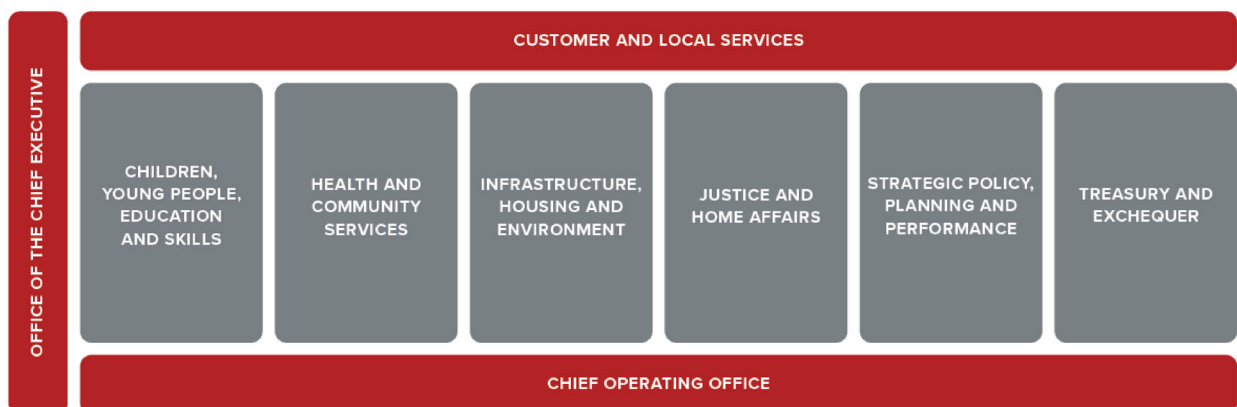 OFFICE OF THE CHIEF EXECUTIVE
CUSTOMER AND LOCAL SERVICES
CHILDREN,
YOUNG PEOPLE,
EDUCATION
AND SKILLS
HEALTH AND
COMMUNITY
SERVICES
INFRASTRUCTURE,
HOUSING AND
ENVIRONMENT
JUSTICE AND
HOME AFFAIRS
STRATEGIC POLICY,
PLANNING AND
PERFORMANCE
TREASURY AND
EXCHEQUER
CHIEF OPERATING OFFICE